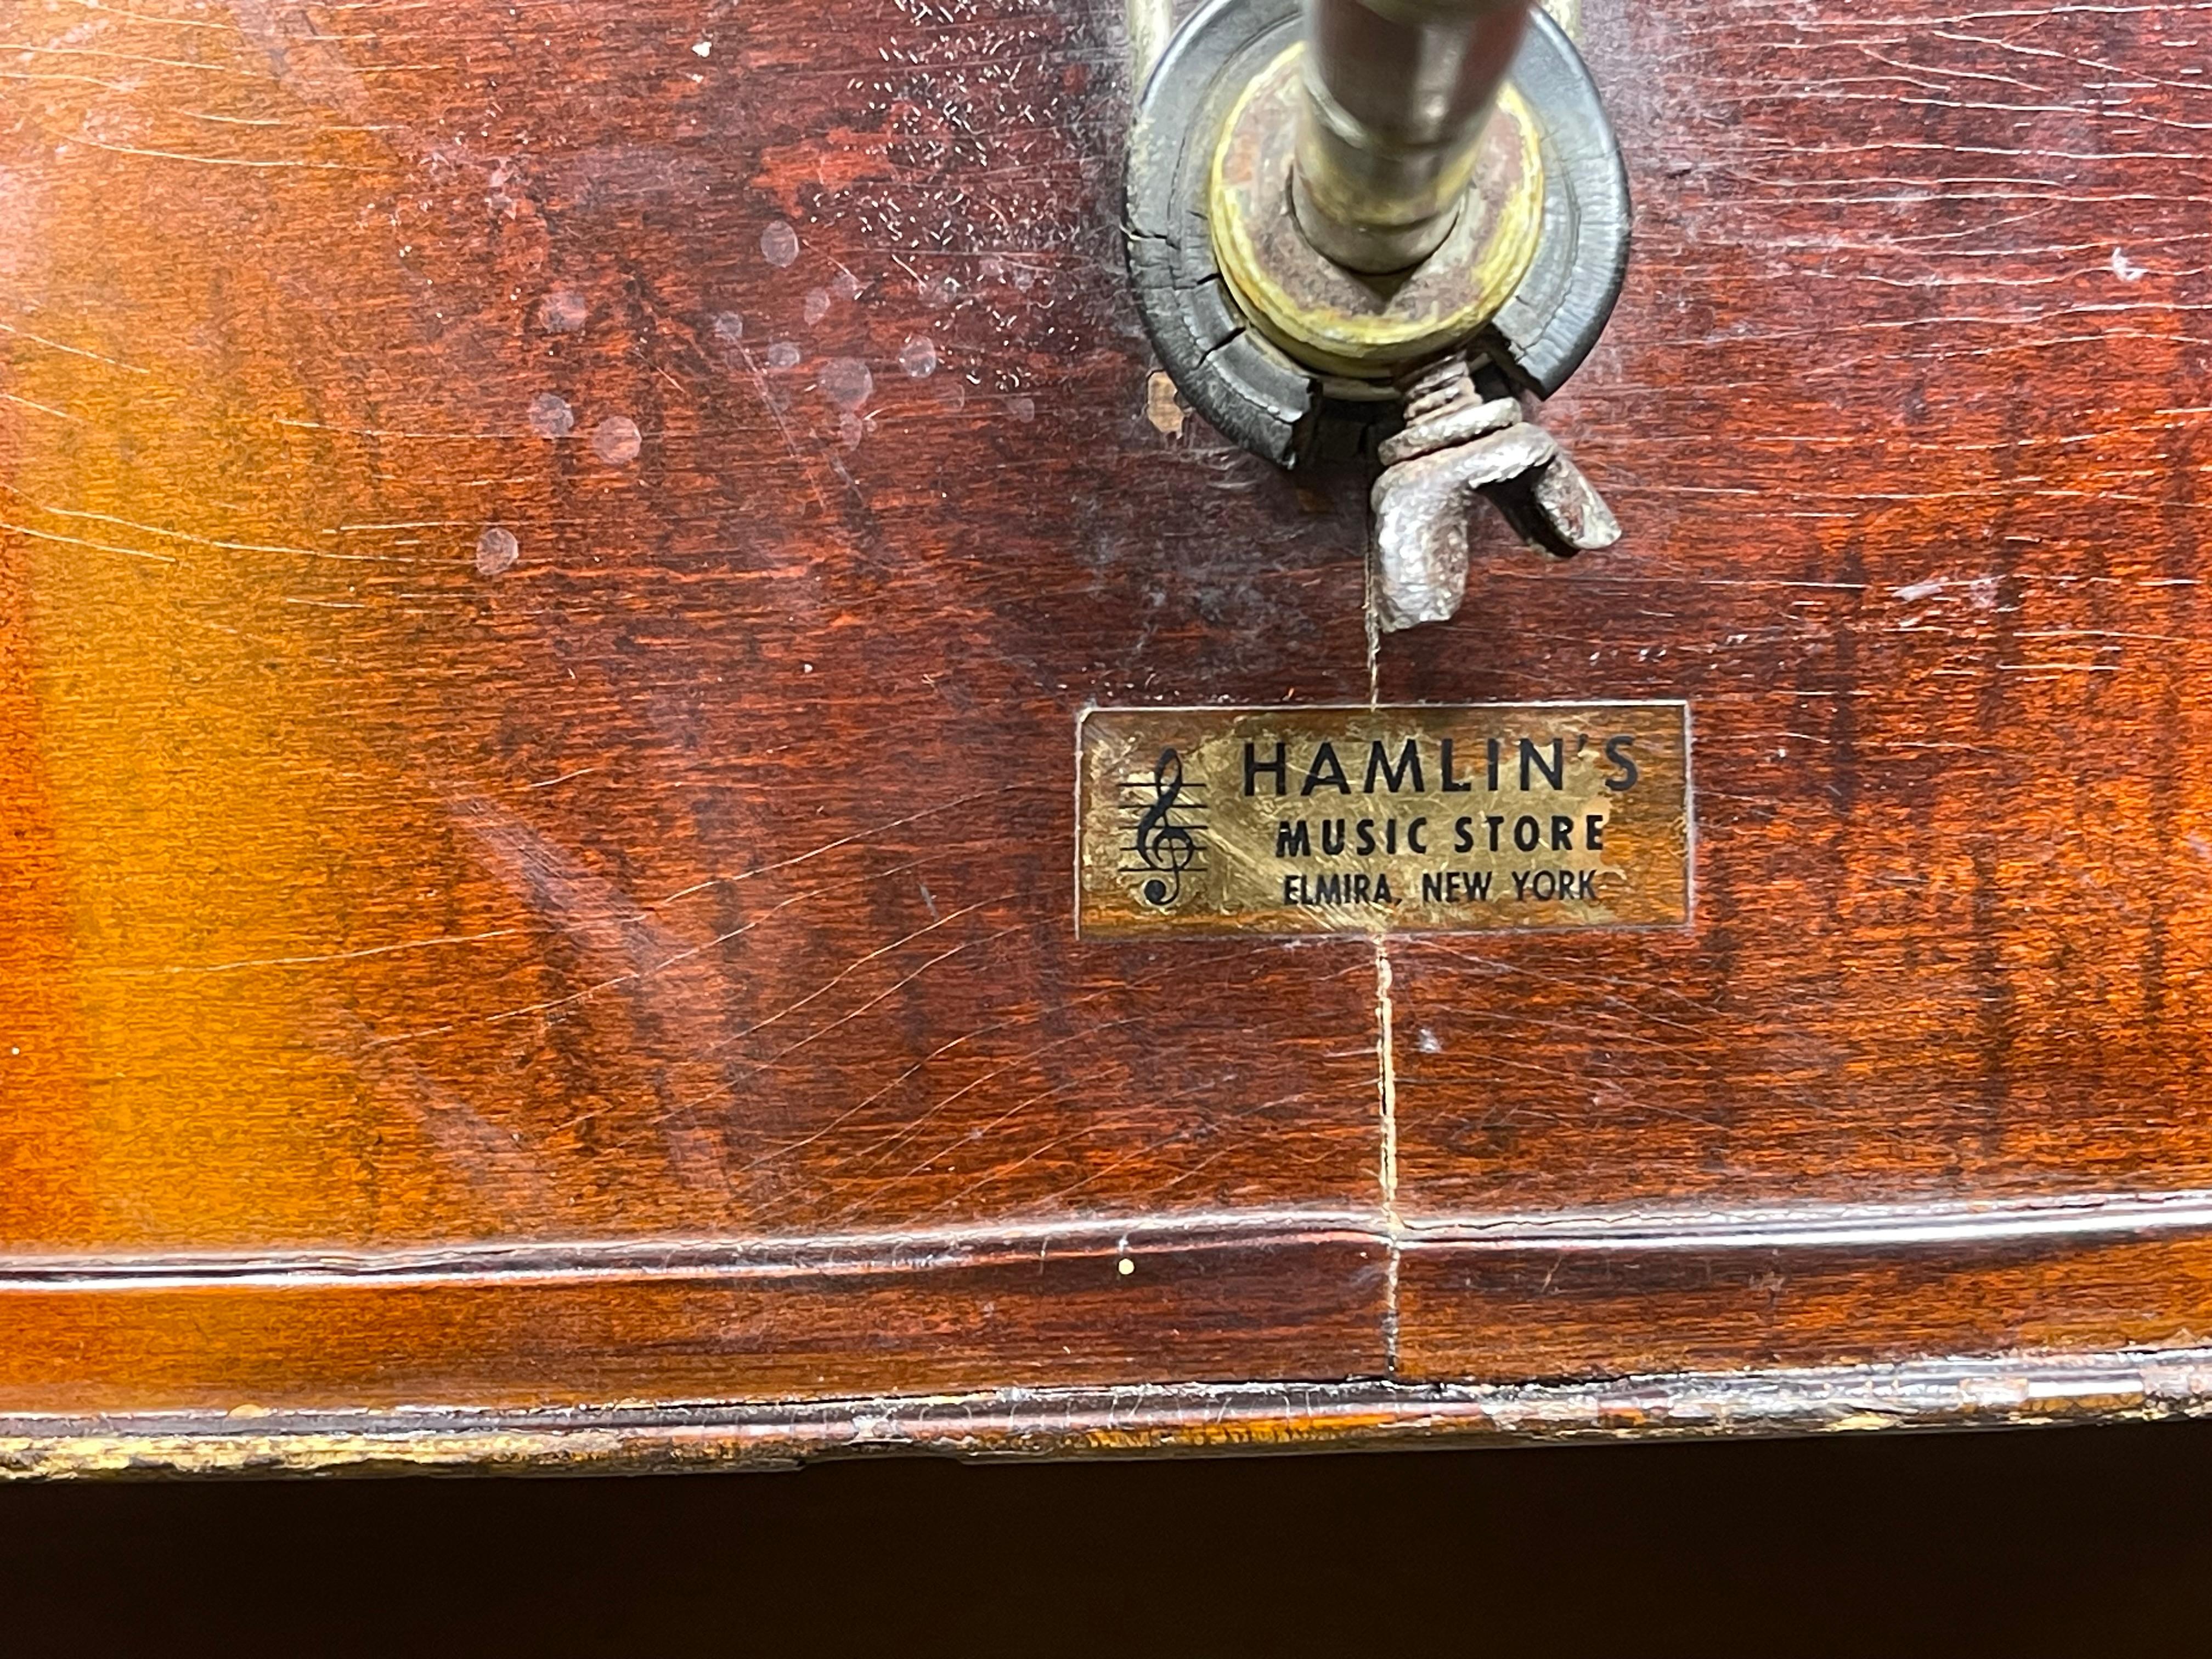 HAMLIN'S
MUSIC STORE
ELMIRA, NEW YORK